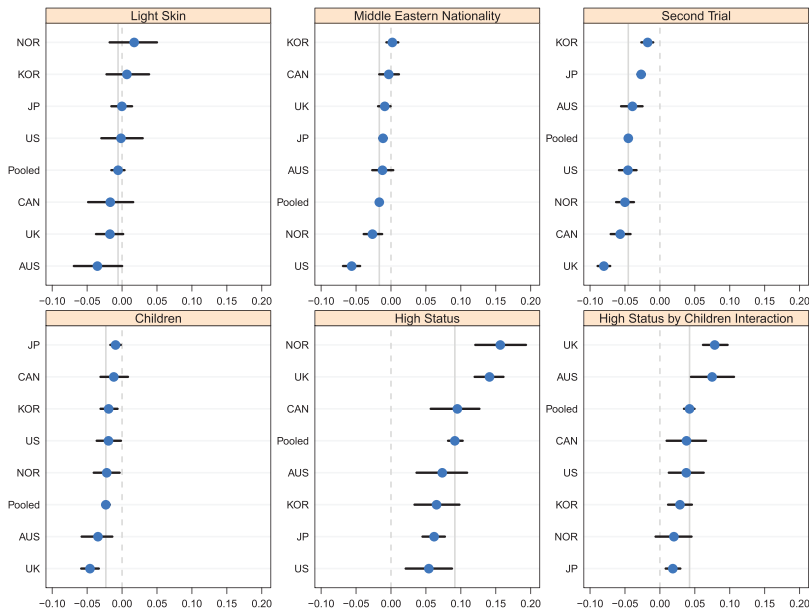 Light Skin
NOR
KOR
JP
US
Pooled
CAN
UK
AUS
−0.10 −0.05 0.00 0.05 0.10 0.15 0.20
Middle Eastern Nationality
KOR
CAN
UK
JP
AUS
Pooled
NOR
US
−0.10 −0.05 0.00 0.05 0.10 0.15 0.20
Second Trial
KOR
JP
AUS
Pooled
US
NOR
CAN
UK
−0.10 −0.05 0.00 0.05 0.10 0.15 0.20
Children
JP
CAN
KOR
US
NOR
Pooled
AUS
UK
−0.10 −0.05 0.00 0.05 0.10 0.15 0.20
High Status
NOR
UK
CAN
Pooled
AUS
KOR
JP
US
−0.10 −0.05 0.00 0.05 0.10 0.15 0.20
High Status by Children Interaction
UK
AUS
Pooled
CAN
US
KOR
NOR
JP
−0.10 −0.05 0.00 0.05 0.10 0.15 0.20